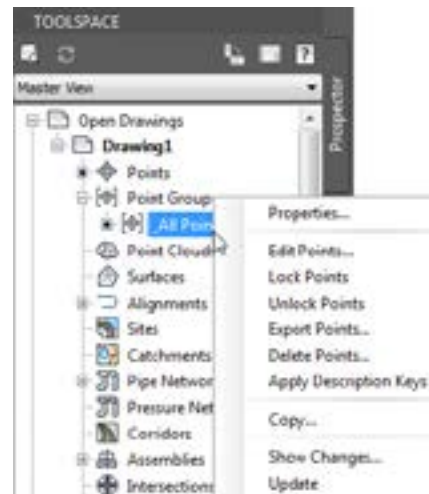 TOOLSPACE
?
Master View
Prospector
Open Drawings
Drawing1
Points
Point Group
_All Poin
Point Cloud
Surfaces
Alignments
Sites
Catchments
Pipe Networ
Pressure Net
Corridors
Assemblies
Intersections
Properties...
Edit Points...
Lock Points
Unlock Points
Export Points...
Delete Points...
Apply Description Keys
Copy...
Show Changes...
Update